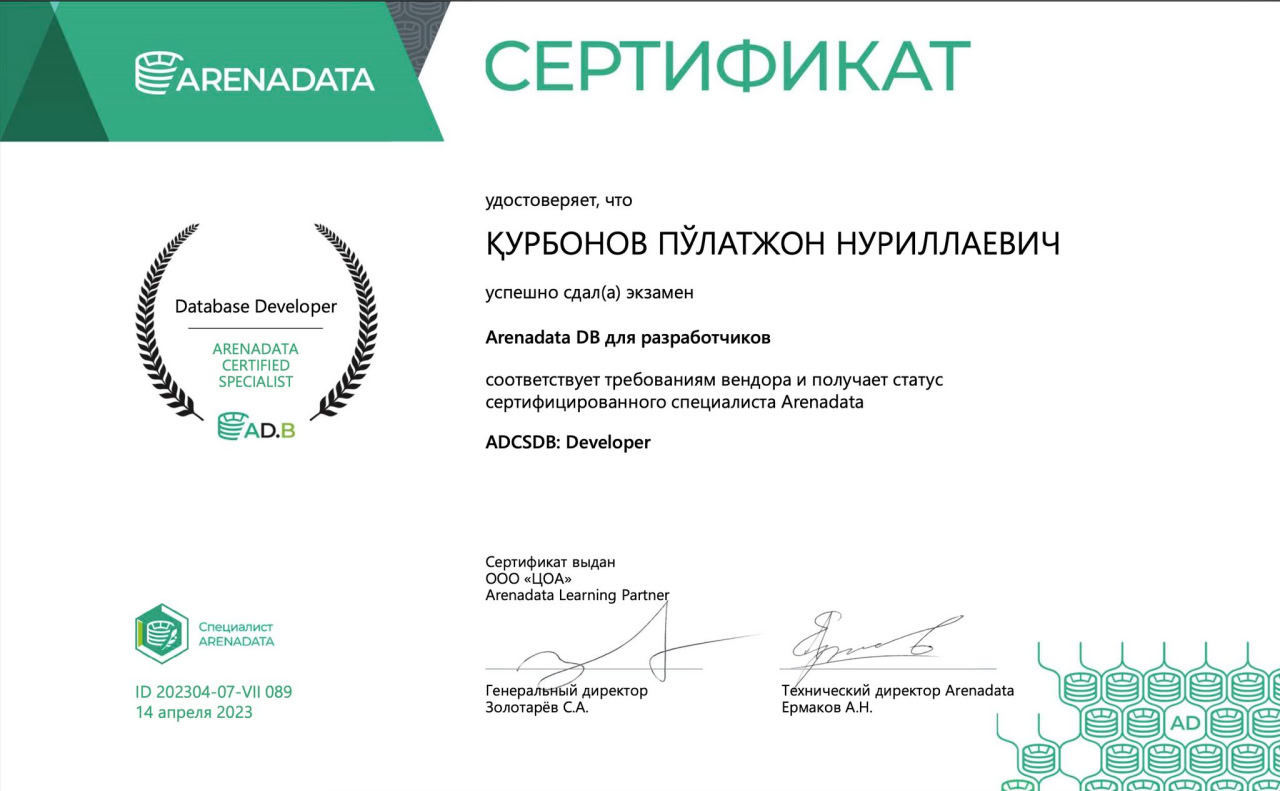 ARENADATA
СЕРТИФИКАТ
удостоверяет, что
ҚУРБОНОВ ПЎЛАТЖОН НУРИЛЛАЕВИЧ
успешно сдал(а) экзамен
Arenadata DB для разработчиков
соответствует требованиям вендора и получает статус
сертифицированного специалиста Arenadata
ADCSDB: Developer
Database Developer
ARENADATA
CERTIFIED
SPECIALIST
AD.B
Сертификат выдан
ООО «ЦОА»
Arenadata Learning Partner
Генеральный директор
Золотарёв С.А.
Технический директор Arenadata
Ермаков А.Н.
Специалист
ARENADATA
ID 202304-07-VII 089
14 апреля 2023
AD